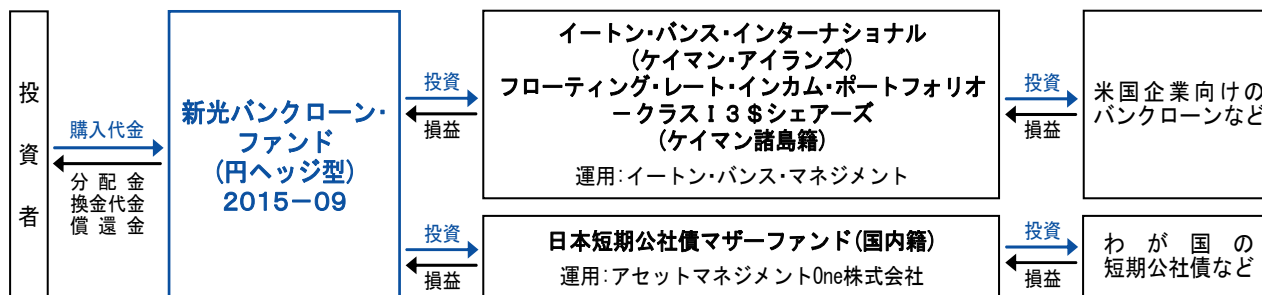 投資者
購入代金
分配金
換金代金
償還金
新光バンクローン・
ファンド
(円ヘッジ型)
2015－09
投資
損益
イートン・バンス・インターナショナル
(ケイマン・アイランズ)
フローティング・レート・インカム・ポートフォリオ
－クラスＩ３＄シェアーズ
(ケイマン諸島籍)
運用:イートン・バンス・マネジメント
投資
損益
米国企業向けの
バンクローンなど
投資
損益
日本短期公社債マザーファンド(国内籍)
運用:アセットマネジメントOne株式会社
投資
損益
わが国の
短期公社債など